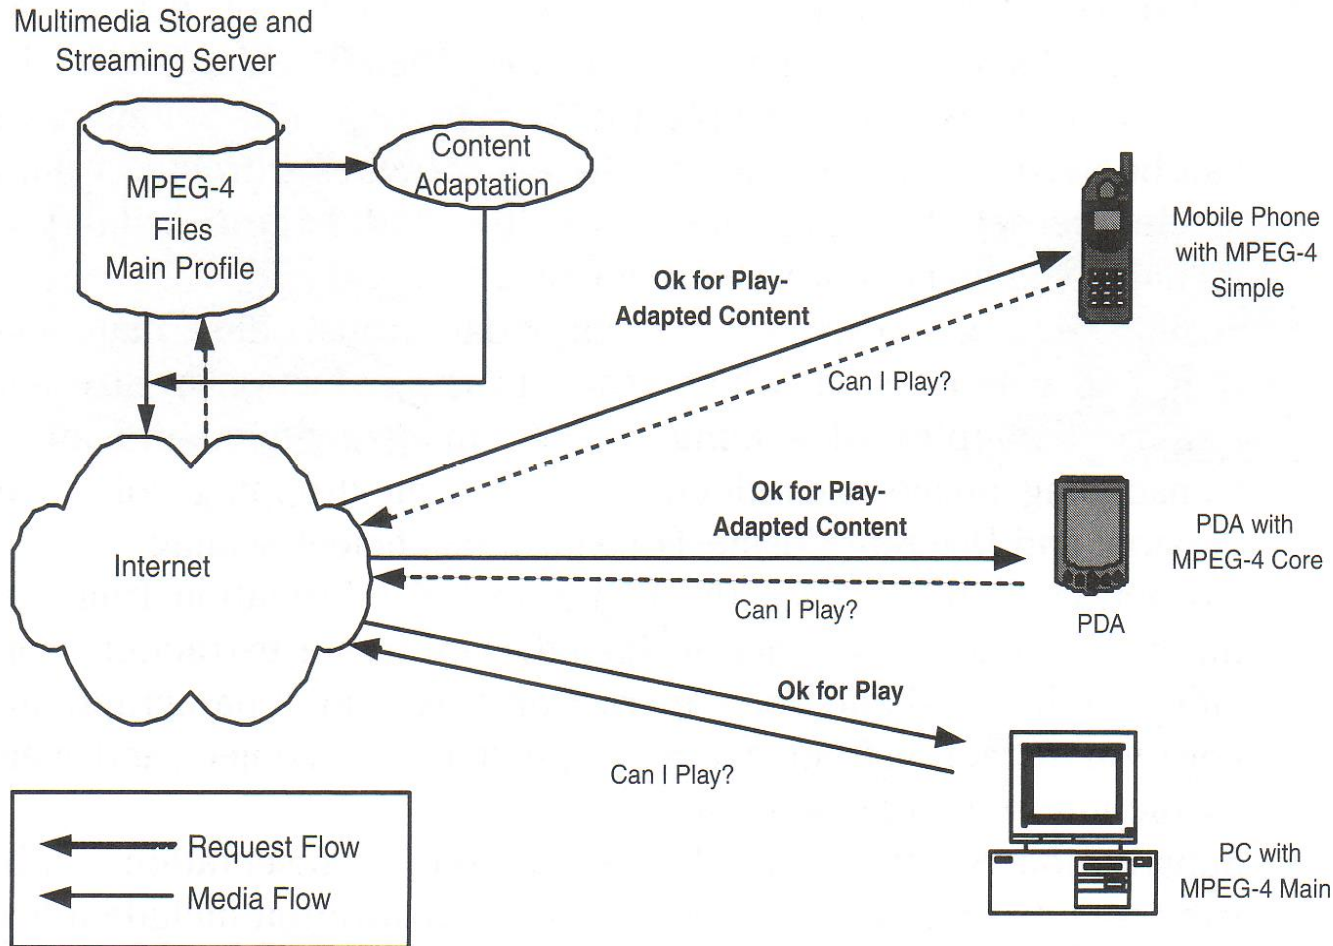 Multimedia Storage and
Streaming Server
MPEG-4
Files
Main Profile
Content
Adaptation
Mobile Phone
with MPEG-4
Simple
Ok for Play-
Adapted Content
Can I Play?
Ok for Play-
Adapted Content
Internet
Can I Play?
PDA with
MPEG-4 Core
PDA
Ok for Play
Can I Play?
PC with
MPEG-4 Main
Request Flow
Media Flow